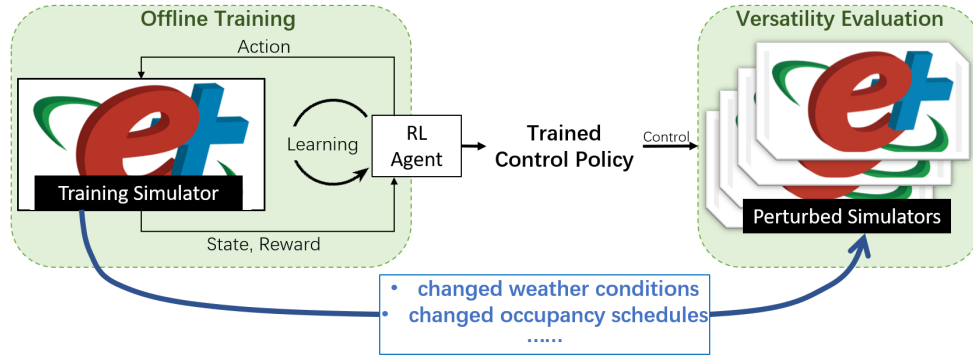 Offline Training
Action
Learning
RL
Agent
Training Simulator
State, Reward
Trained
Control Policy
Control
Versatility Evaluation
Perturbed Simulators
• changed weather conditions
• changed occupancy schedules
……
e+
e+